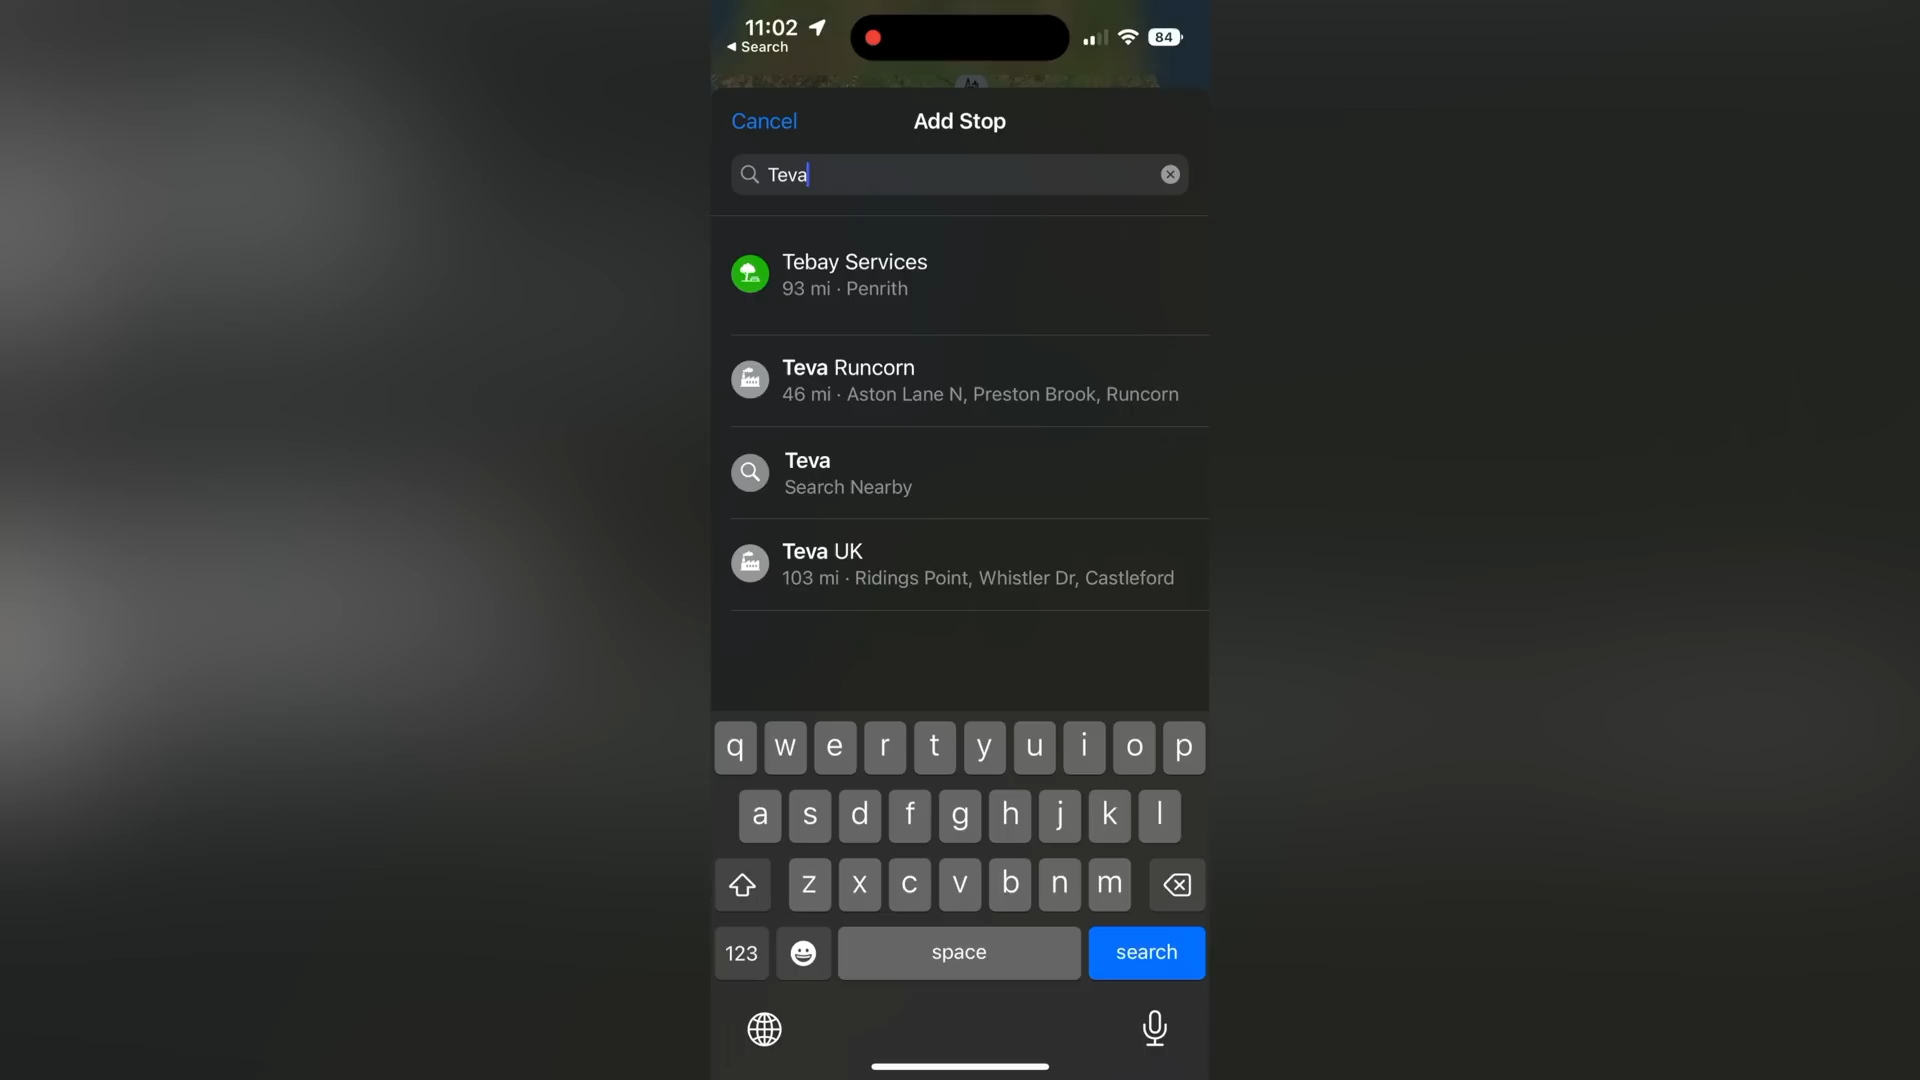 11:02
◀ Search
84
Cancel
Add Stop
Teva
Tebay Services
93 mi · Penrith
Teva Runcorn
46 mi · Aston Lane N, Preston Brook, Runcorn
Teva
Search Nearby
Teva UK
103 mi · Ridings Point, Whistler Dr, Castleford
q w e r t y u i o p
a s d f g h j k l
z x c v b n m
123 space search